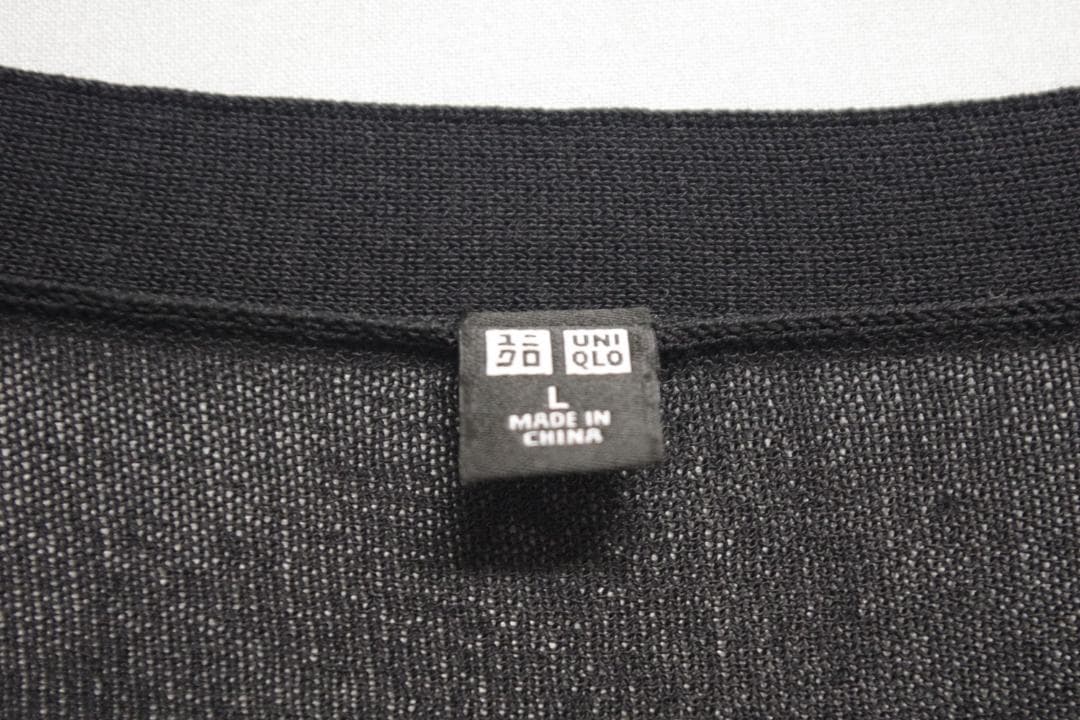 ユニ UNI
クロ QLO
L
MADE IN
CHINA